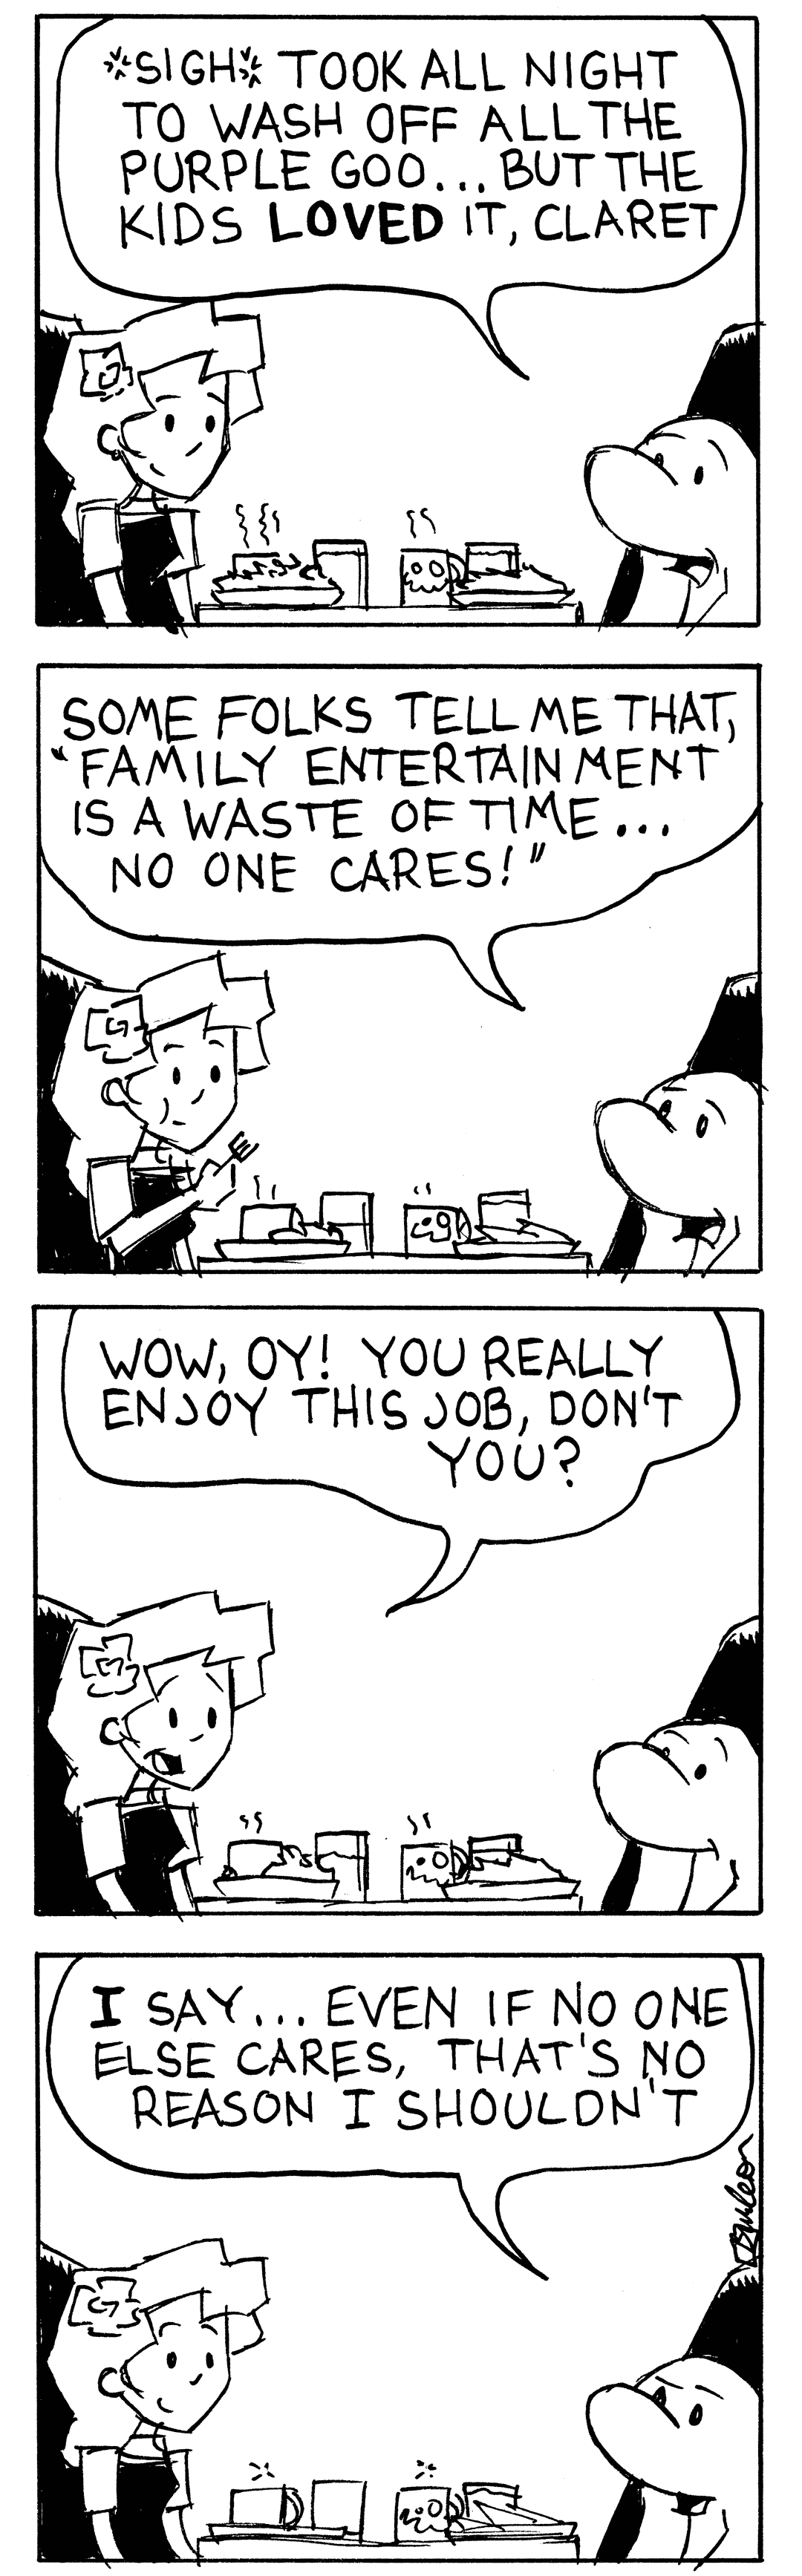 *SIGH* TOOK ALL NIGHT
TO WASH OFF ALL THE
PURPLE GOO... BUT THE
KIDS LOVED IT, CLARET
SOME FOLKS TELL ME THAT,
"FAMILY ENTERTAINMENT
IS A WASTE OF TIME...
NO ONE CARES!"
WOW, OY! YOU REALLY
ENJOY THIS JOB, DON'T
YOU?
I SAY... EVEN IF NO ONE
ELSE CARES, THAT'S NO
REASON I SHOULDN'T